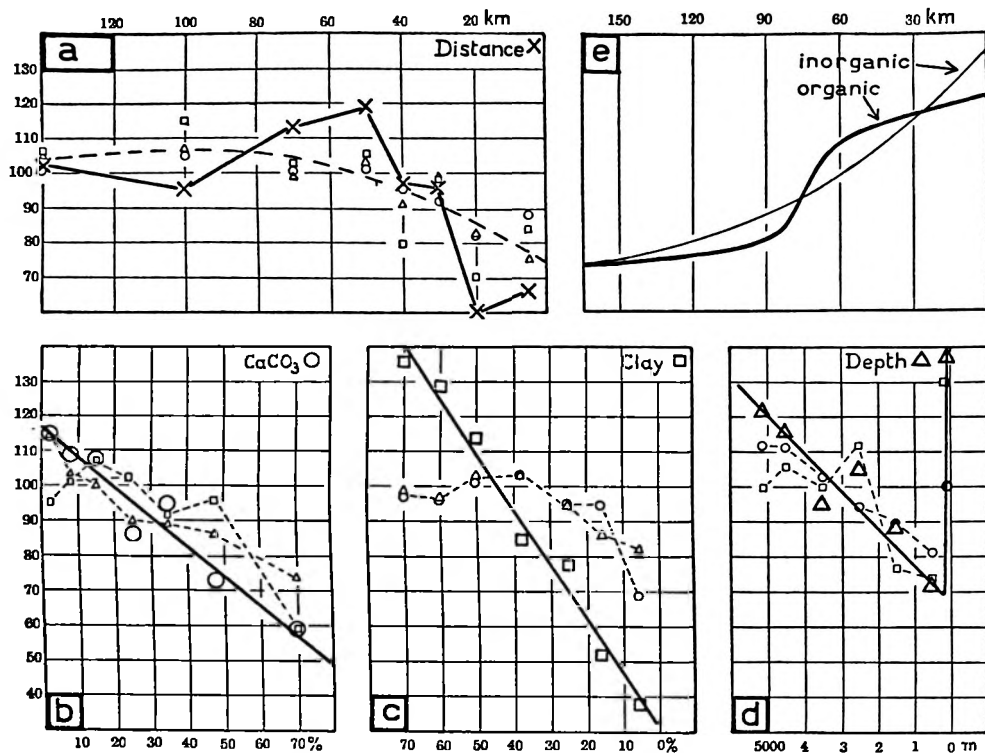 120 100 80 60 40 20 km
a
Distance
130
120
110
100
90
80
70
150 120 90 60 30 km
e
inorganic
organic
CaCO3
130
120
110
100
90
80
70
60
50
40
b
10 20 30 40 50 60 70%
Clay
c
70 60 50 40 30 20 10 0%
Depth
d
5000 4 3 2 1 0 m